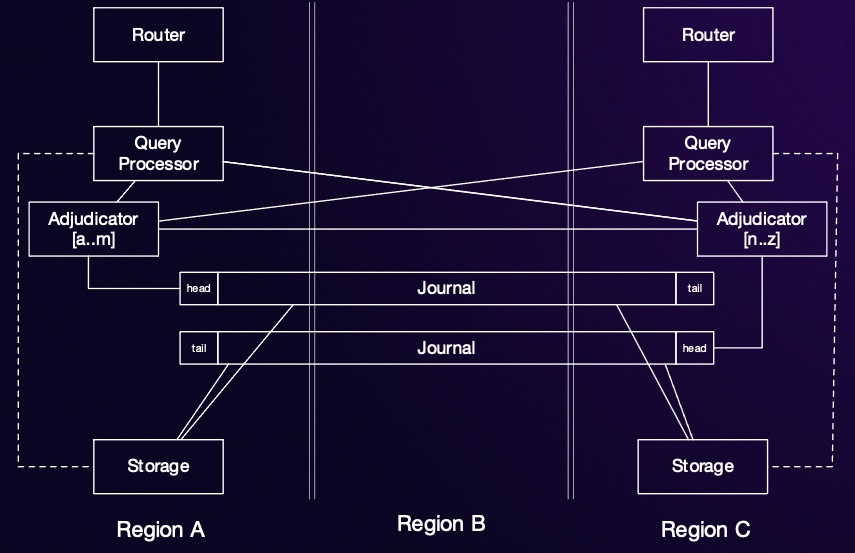 Router
Router
Query
Processor
Query
Processor
Adjudicator
[a..m]
Adjudicator
[n..z]
head
Journal
tail
tail
Journal
head
Storage
Storage
Region A
Region B
Region C